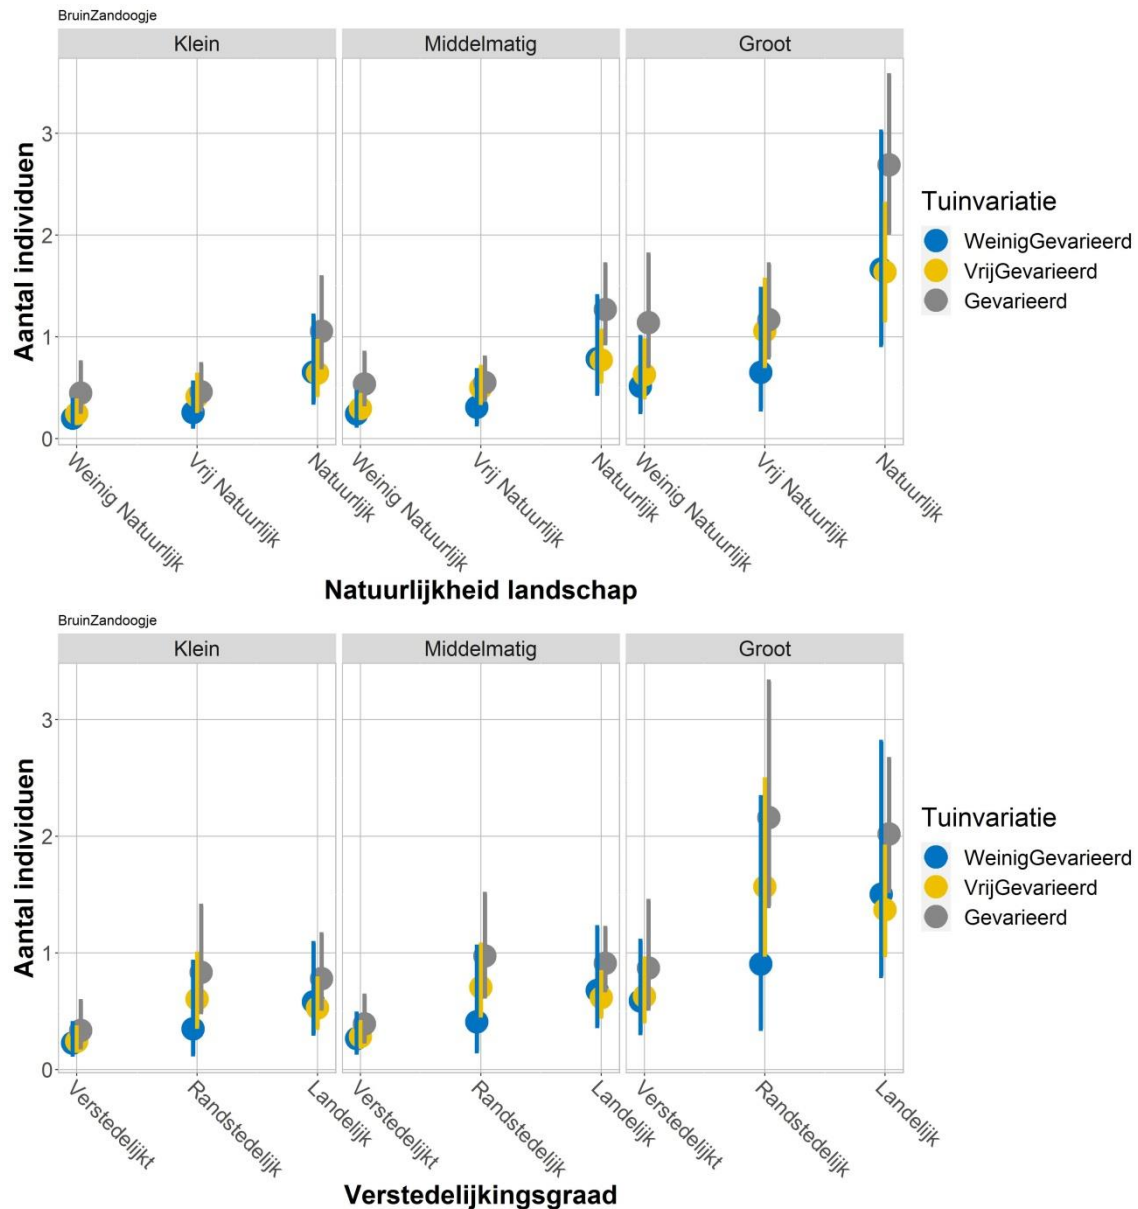 BruinZandoogje
Klein Middelmatig Groot
Aantal individuen
3
2
1
0
Weinig Natuurlijk
Vrij Natuurlijk
Natuurlijk
Weinig Natuurlijk
Vrij Natuurlijk
Natuurlijk
Weinig Natuurlijk
Vrij Natuurlijk
Natuurlijk
Natuurlijkheid landschap
Tuinvariatie
WeinigGevarieerd
VrijGevarieerd
Gevarieerd
BruinZandoogje
Klein Middelmatig Groot
Aantal individuen
3
2
1
0
Verstedelijkt
Randstedelijk
Landelijk
Verstedelijkt
Randstedelijk
Landelijk
Verstedelijkt
Randstedelijk
Landelijk
Verstedelijkingsgraad
Tuinvariatie
WeinigGevarieerd
VrijGevarieerd
Gevarieerd